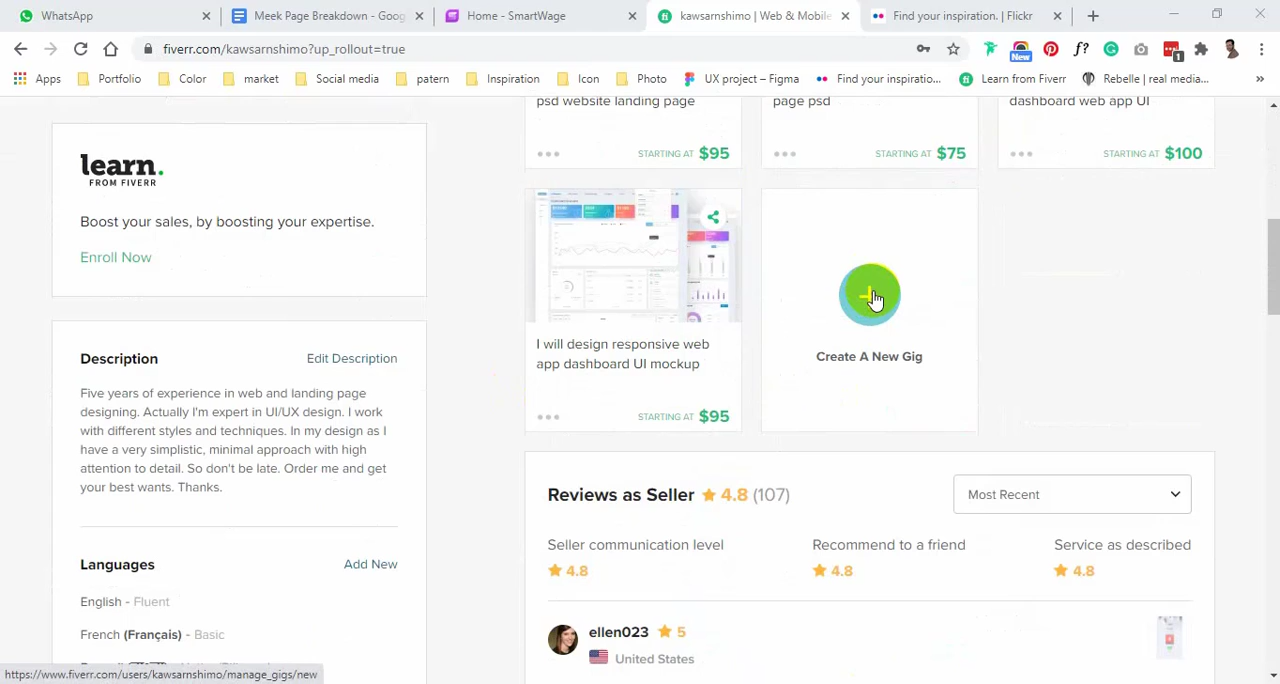 WhatsApp
Meek Page Breakdown - Goog
Home - SmartWage
kawsarnshimo | Web & Mobile
Find your inspiration. | Flickr
fiverr.com/kawsarnshimo?up_rollout=true
f?
New
1
Apps
Portfolio
Color
market
Social media
patern
Inspiration
Icon
Photo
UX project – Figma
Find your inspiratio...
Learn from Fiverr
Rebelle | real media...
»
psd website landing page
page psd
dashboard web app UI
STARTING AT $95
STARTING AT $75
STARTING AT $100
learn.
FROM FIVERR
Boost your sales, by boosting your expertise.
Enroll Now
I will design responsive web
app dashboard UI mockup
STARTING AT $95
Create A New Gig
Description
Edit Description
Five years of experience in web and landing page
designing. Actually I'm expert in UI/UX design. I work
with different styles and techniques. In my design as I
have a very simplistic, minimal approach with high
attention to detail. So don't be late. Order me and get
your best wants. Thanks.
Languages
Add New
English - Fluent
French (Français) - Basic
Reviews as Seller 4.8 (107)
Most Recent
Seller communication level
4.8
Recommend to a friend
4.8
Service as described
4.8
ellen023 5
United States
https://www.fiverr.com/users/kawsarnshimo/manage_gigs/new